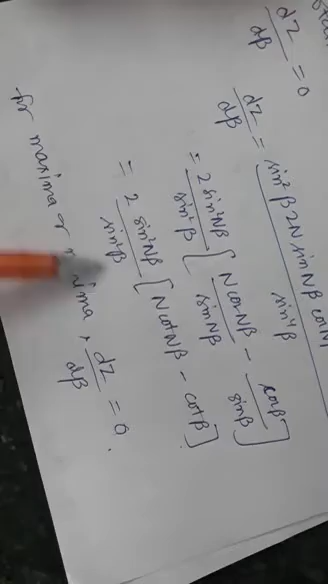 dZ/dβ = 0
dZ/dβ = sin²β 2N sinNβ cosN / sin⁴β
= 2 sin²Nβ / sin²β [ N cosNβ / sinNβ - cosβ / sinβ ]
= 2 sin²Nβ / sin²β [ N cotNβ - cotβ ]
for maxima or ima, dZ/dβ = 0.